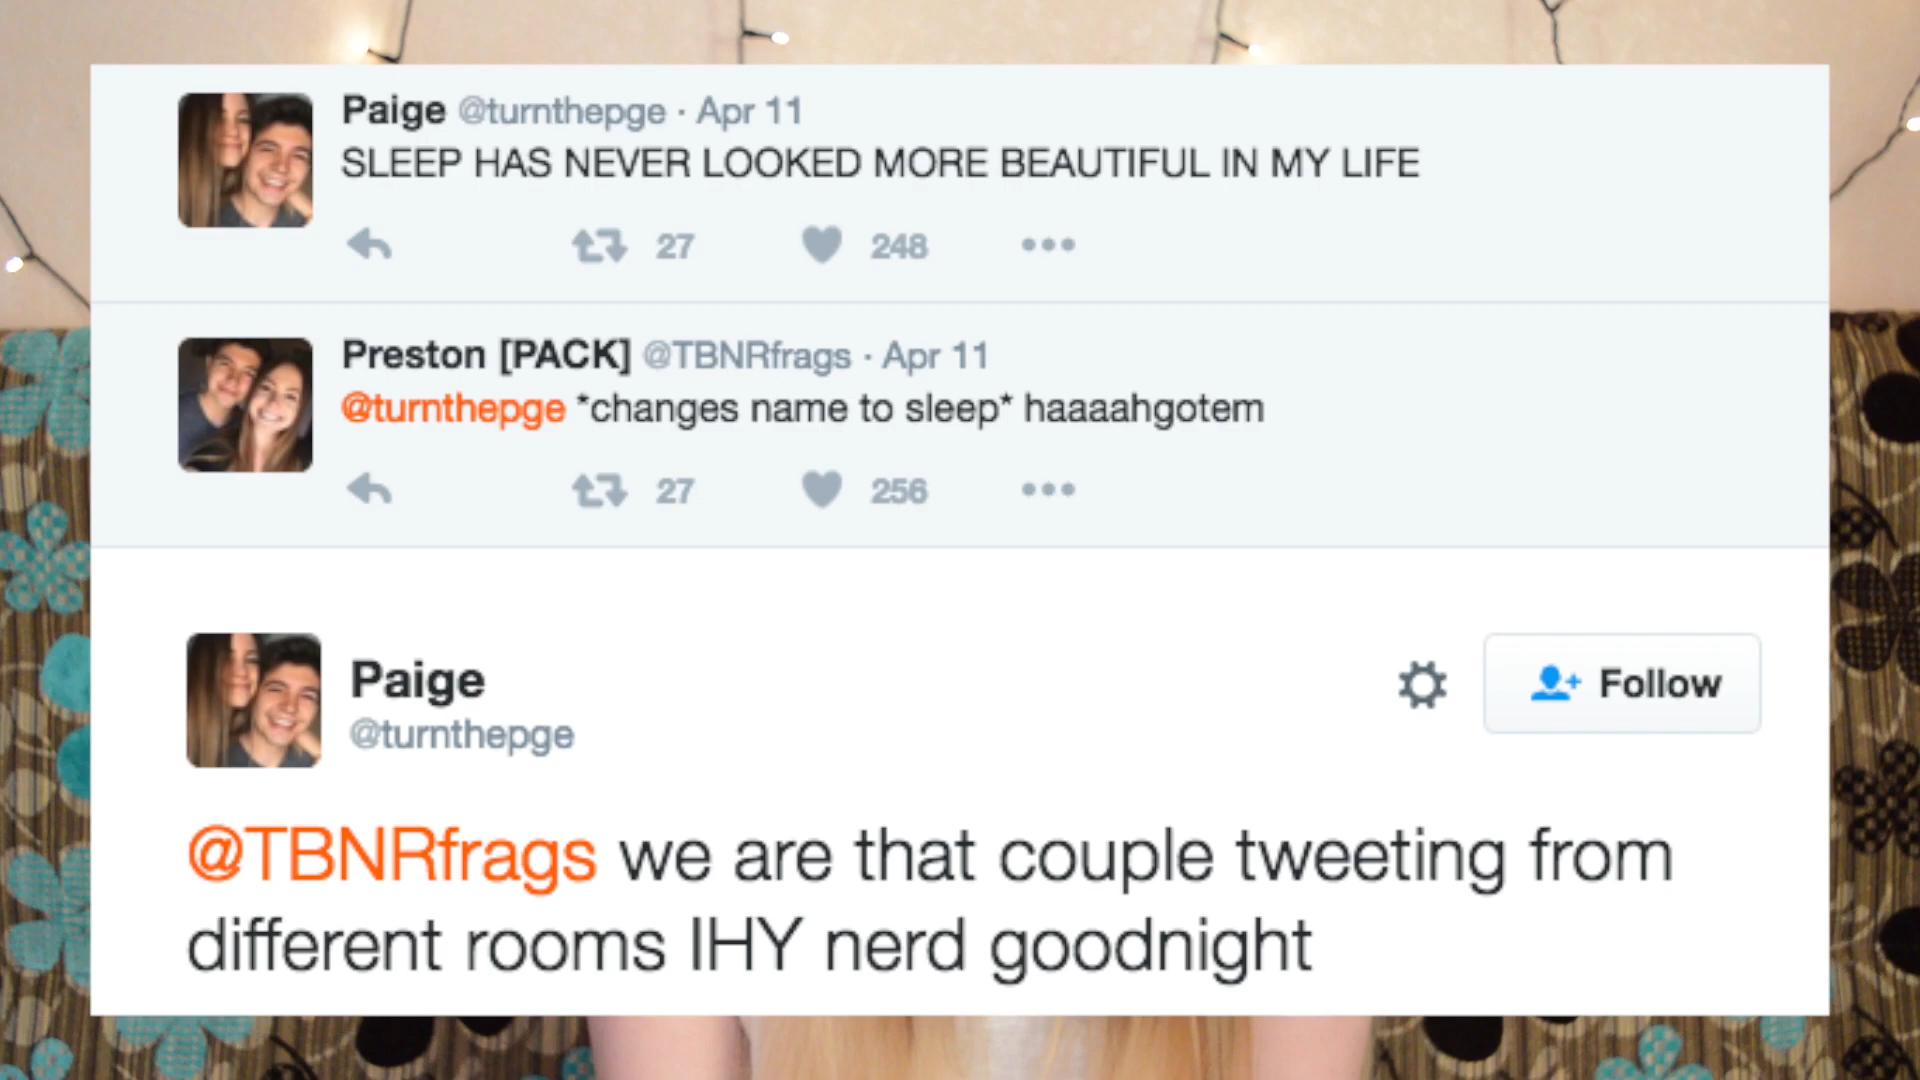 Paige @turnthepge · Apr 11
SLEEP HAS NEVER LOOKED MORE BEAUTIFUL IN MY LIFE
27 248
Preston [PACK] @TBNRfrags · Apr 11
@turnthepge *changes name to sleep* haaaahgotem
27 256
Paige
@turnthepge
Follow
@TBNRfrags we are that couple tweeting from
different rooms IHY nerd goodnight